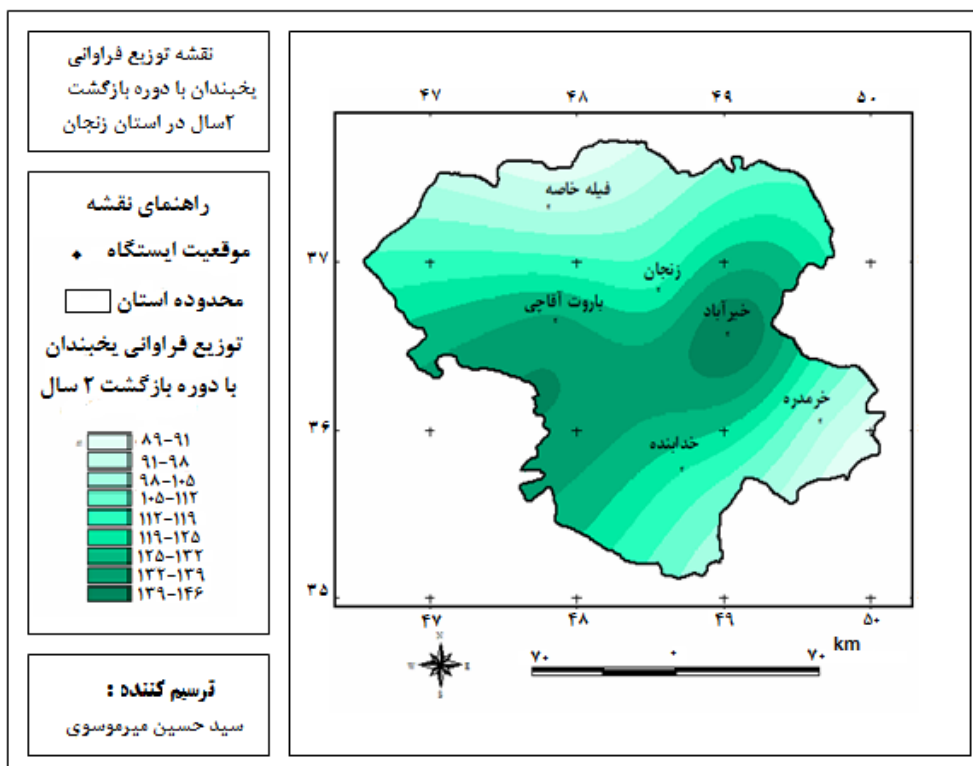 نقشه توزیع فراوانی
یخبندان با دوره بازگشت
۲سال در استان زنجان
راهنمای نقشه
موقعیت ایستگاه
محدوده استان
توزیع فراوانی یخبندان
با دوره بازگشت ۲ سال
۸۹-۹۱
۹۱-۹۸
۹۸-۱۰۵
۱۰۵-۱۱۲
۱۱۲-۱۱۹
۱۱۹-۱۲۵
۱۲۵-۱۳۲
۱۳۲-۱۳۹
۱۳۹-۱۴۶
ترسیم کننده :
سید حسین میرموسوی
۴۷ ۴۸ ۴۹ ۵۰
فیله خاصه
۳۷
زنجان
باروت آقاچی
خیرآباد
خرمدره
۳۶
خدابنده
۳۵
۴۷ ۴۸ ۴۹ ۵۰
۷۰ ۰ ۷۰ km
N
W E
S